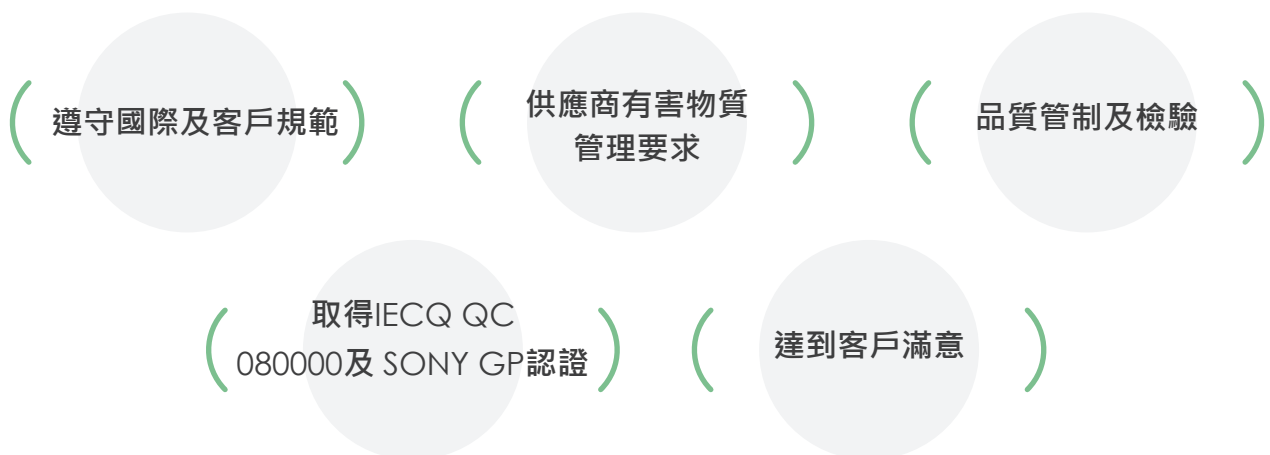 遵守國際及客戶規範
供應商有害物質
管理要求
品質管制及檢驗
取得IECQ QC
080000及 SONY GP認證
達到客戶滿意